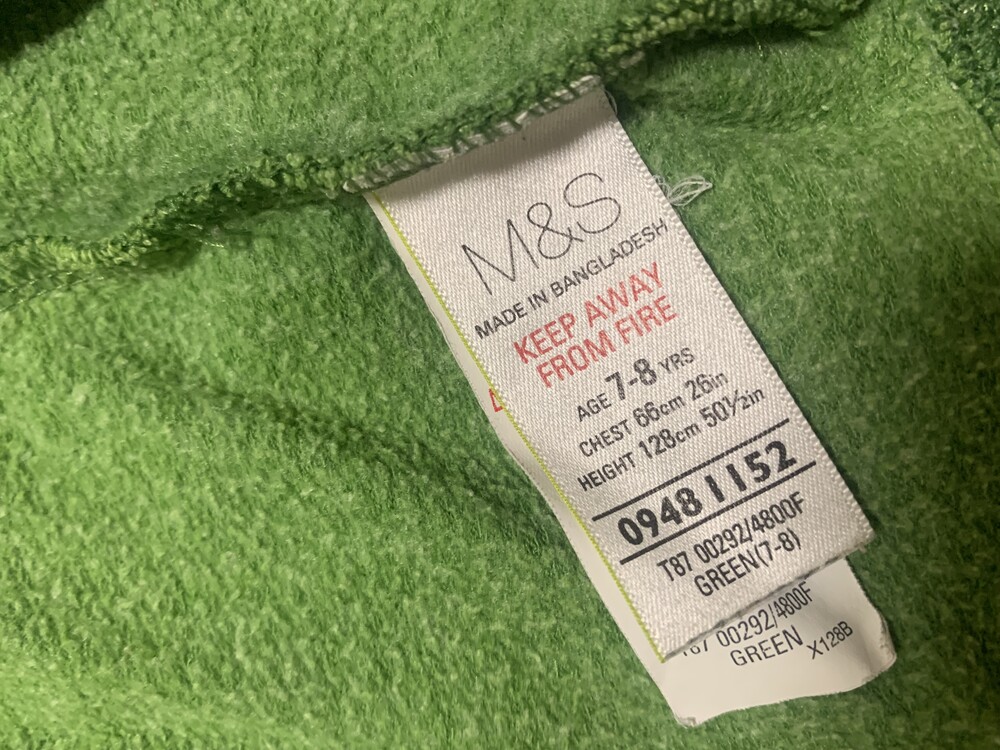 M&S
MADE IN BANGLADESH
KEEP AWAY
FROM FIRE
AGE 7-8 YRS
CHEST 66cm 26in
HEIGHT 128cm 50½in
0948 1152
T87 00292/4800F
GREEN(7-8)
00292/4800F
GREEN X128B